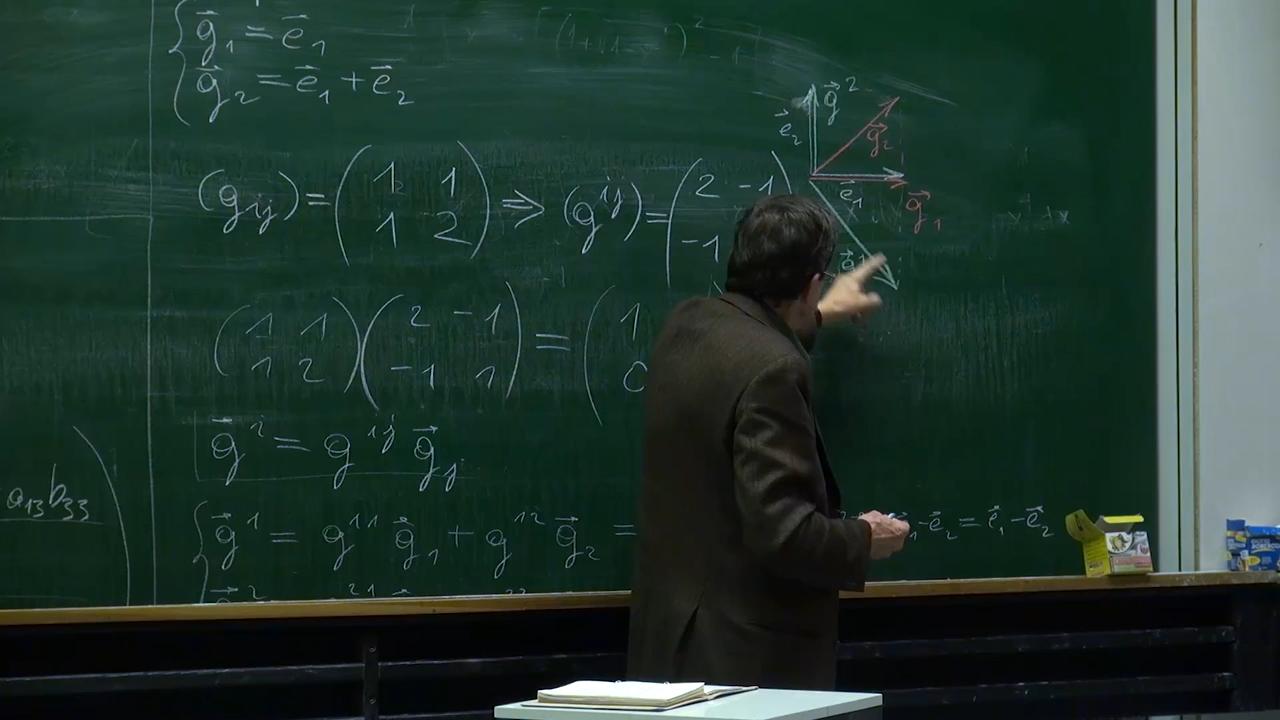 g⃗₁ = e⃗₁
g⃗₂ = e⃗₁ + e⃗₂
(gᵢⱼ) = (1 1
1 2) ⇒ (gⁱʲ) = (2 -1
-1
(1 1
1 2) (2 -1
-1 1) = (1
0
g⃗ⁱ = gⁱʲ g⃗ⱼ
g⃗¹ = g¹¹ g⃗₁ + g¹² g⃗₂ =
- e⃗₂ = e⃗₁ - e⃗₂
a₁₃b₃₃
e⃗₂
g⃗²
g⃗₂
e⃗₁
g⃗₁